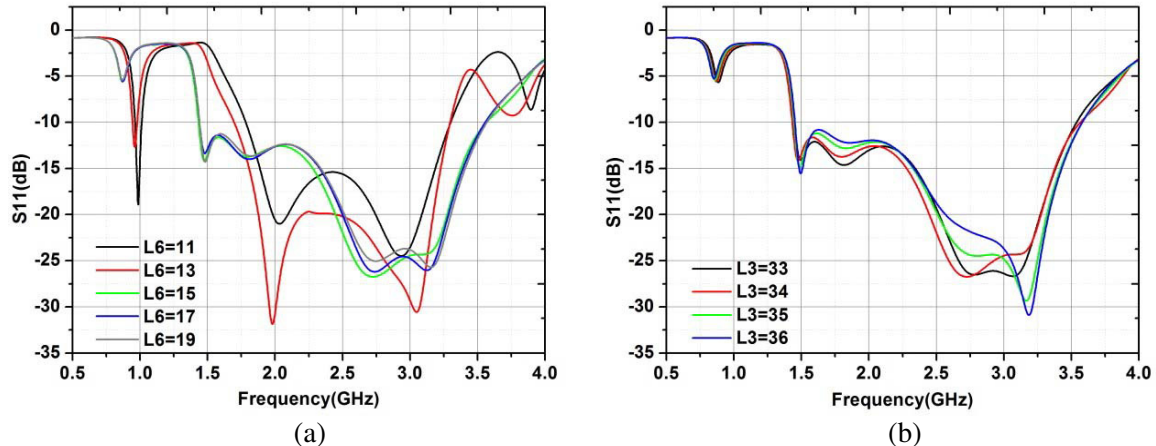 0
-5
-10
-15
-20
-25
-30
-35
S11(dB)
L6=11
L6=13
L6=15
L6=17
L6=19
0.5 1.0 1.5 2.0 2.5 3.0 3.5 4.0
Frequency(GHz)
(a)
0
-5
-10
-15
-20
-25
-30
-35
S11(dB)
L3=33
L3=34
L3=35
L3=36
0.5 1.0 1.5 2.0 2.5 3.0 3.5 4.0
Frequency(GHz)
(b)